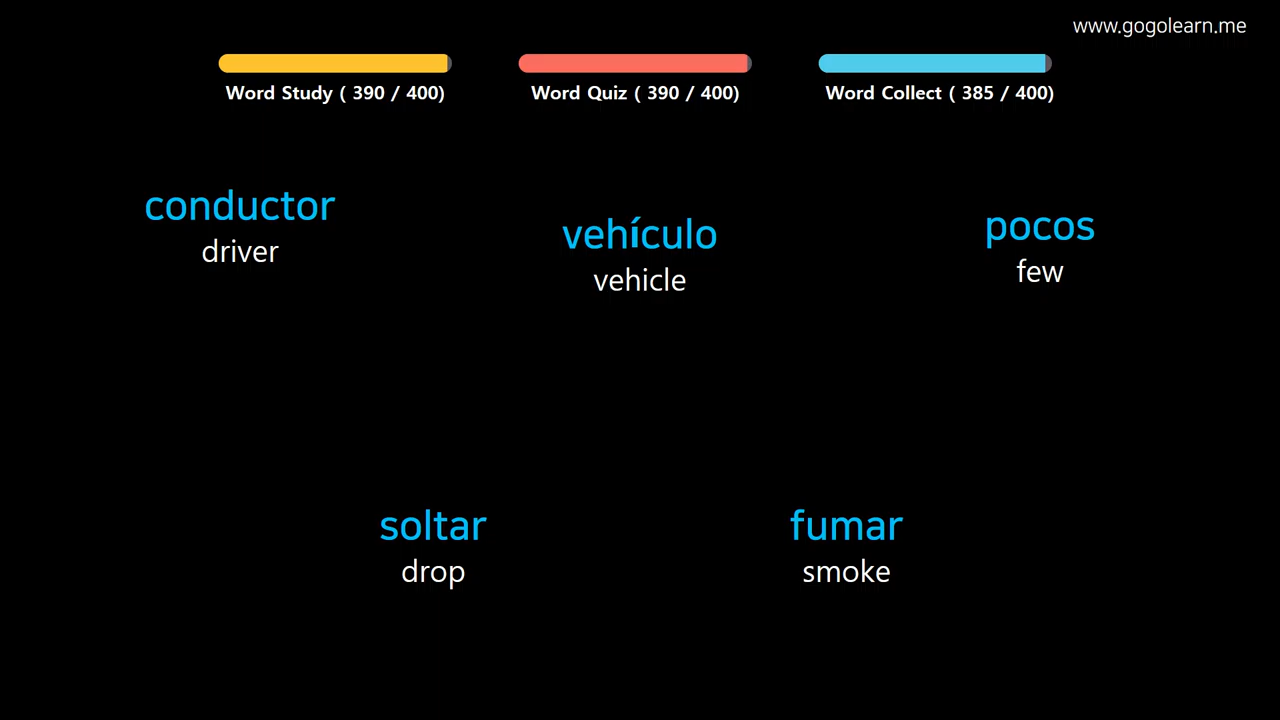 www.gogolearn.me
Word Study ( 390 / 400)
Word Quiz ( 390 / 400)
Word Collect ( 385 / 400)
conductor
driver
vehículo
vehicle
pocos
few
soltar
drop
fumar
smoke